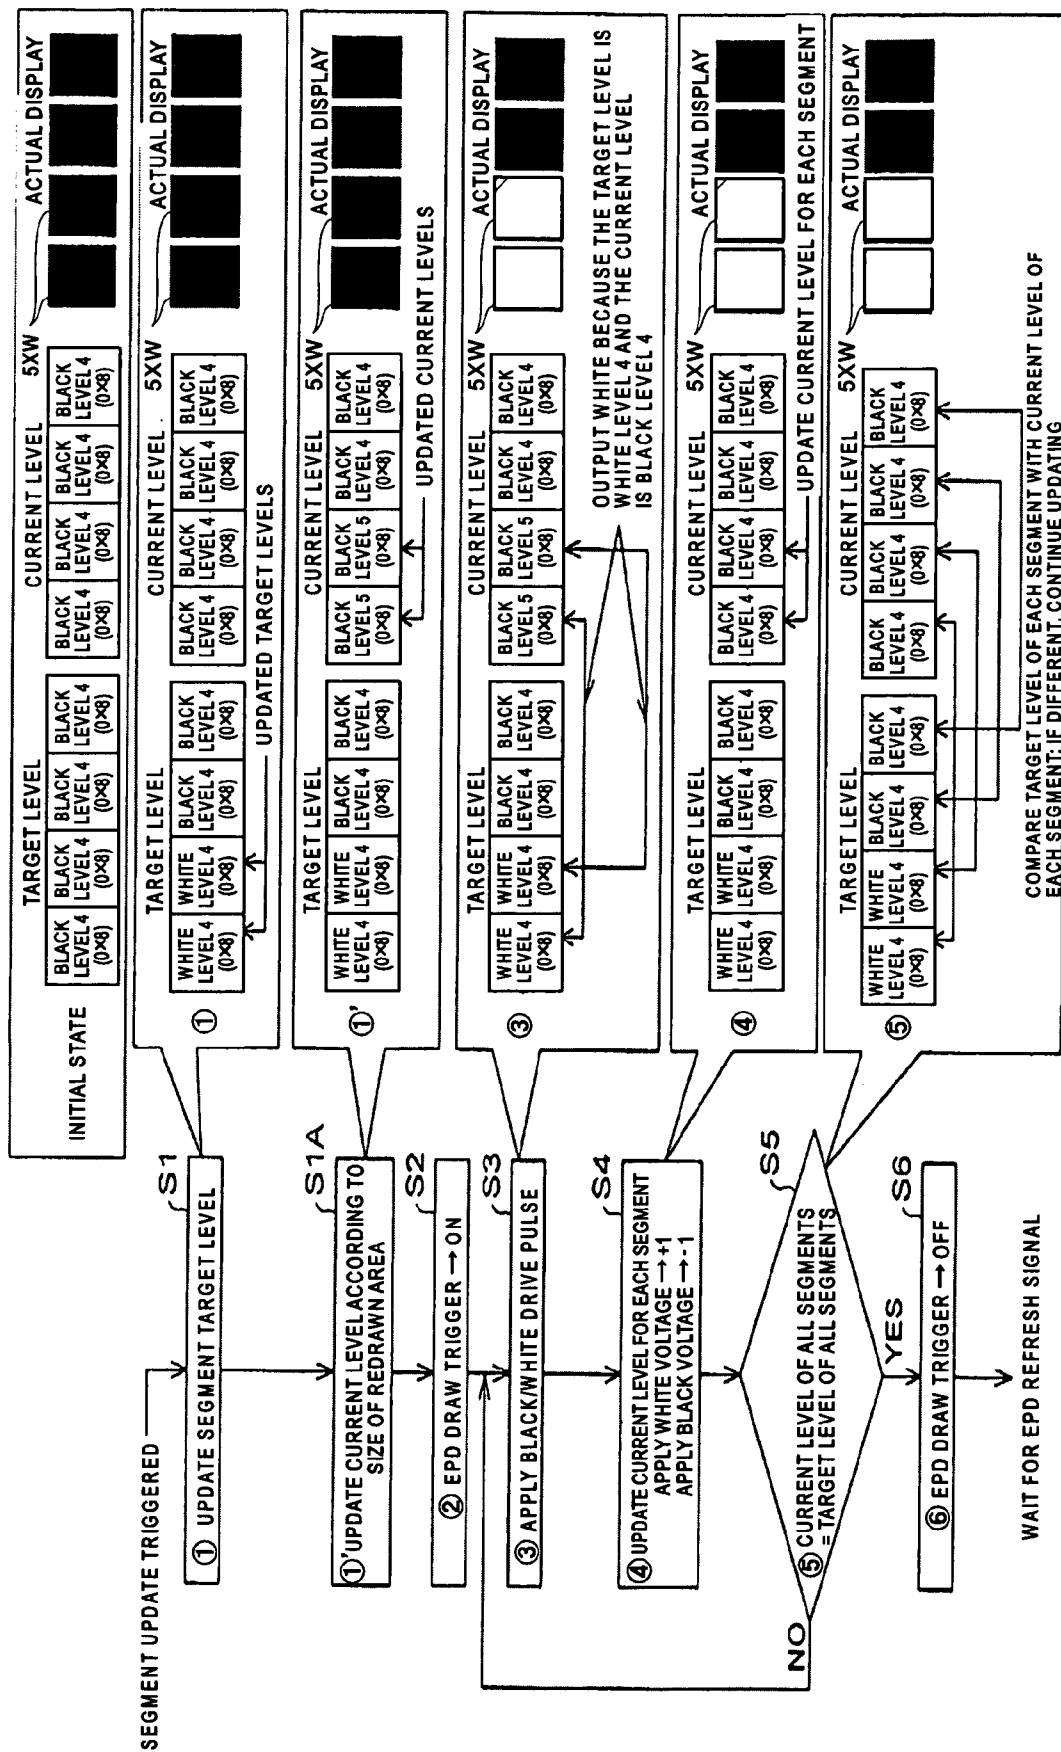 SEGMENT UPDATE TRIGGERED
S1
① UPDATE SEGMENT TARGET LEVEL
S1A
①'UPDATE CURRENT LEVEL ACCORDING TO
SIZE OF REDRAWN AREA
S2
② EPD DRAW TRIGGER → ON
S3
③ APPLY BLACK/WHITE DRIVE PULSE
S4
④ UPDATE CURRENT LEVEL FOR EACH SEGMENT
APPLY WHITE VOLTAGE → +1
APPLY BLACK VOLTAGE → -1
S5
⑤ CURRENT LEVEL OF ALL SEGMENTS
= TARGET LEVEL OF ALL SEGMENTS
NO
YES
S6
⑥ EPD DRAW TRIGGER → OFF
WAIT FOR EPD REFRESH SIGNAL
INITIAL STATE
TARGET LEVEL
CURRENT LEVEL
5XW
ACTUAL DISPLAY
BLACK LEVEL 4 (0×8)
BLACK LEVEL 4 (0×8)
BLACK LEVEL 4 (0×8)
BLACK LEVEL 4 (0×8)
BLACK LEVEL 4 (0×8)
BLACK LEVEL 4 (0×8)
BLACK LEVEL 4 (0×8)
BLACK LEVEL 4 (0×8)
①
TARGET LEVEL
CURRENT LEVEL
5XW
ACTUAL DISPLAY
WHITE LEVEL 4 (0×8)
WHITE LEVEL 4 (0×8)
BLACK LEVEL 4 (0×8)
BLACK LEVEL 4 (0×8)
BLACK LEVEL 4 (0×8)
BLACK LEVEL 4 (0×8)
BLACK LEVEL 4 (0×8)
BLACK LEVEL 4 (0×8)
UPDATED TARGET LEVELS
①'
TARGET LEVEL
CURRENT LEVEL
5XW
ACTUAL DISPLAY
WHITE LEVEL 4 (0×8)
WHITE LEVEL 4 (0×8)
BLACK LEVEL 4 (0×8)
BLACK LEVEL 4 (0×8)
BLACK LEVEL 5 (0×8)
BLACK LEVEL 5 (0×8)
BLACK LEVEL 4 (0×8)
BLACK LEVEL 4 (0×8)
UPDATED CURRENT LEVELS
③
TARGET LEVEL
CURRENT LEVEL
5XW
ACTUAL DISPLAY
WHITE LEVEL 4 (0×8)
WHITE LEVEL 4 (0×8)
BLACK LEVEL 4 (0×8)
BLACK LEVEL 4 (0×8)
BLACK LEVEL 5 (0×8)
BLACK LEVEL 5 (0×8)
BLACK LEVEL 4 (0×8)
BLACK LEVEL 4 (0×8)
OUTPUT WHITE BECAUSE THE TARGET LEVEL IS
WHITE LEVEL 4 AND THE CURRENT LEVEL
IS BLACK LEVEL 4
④
TARGET LEVEL
CURRENT LEVEL
5XW
ACTUAL DISPLAY
WHITE LEVEL 4 (0×8)
WHITE LEVEL 4 (0×8)
BLACK LEVEL 4 (0×8)
BLACK LEVEL 4 (0×8)
BLACK LEVEL 4 (0×8)
BLACK LEVEL 4 (0×8)
BLACK LEVEL 4 (0×8)
BLACK LEVEL 4 (0×8)
UPDATE CURRENT LEVEL FOR EACH SEGMENT
⑤
TARGET LEVEL
CURRENT LEVEL
5XW
ACTUAL DISPLAY
WHITE LEVEL 4 (0×8)
WHITE LEVEL 4 (0×8)
BLACK LEVEL 4 (0×8)
BLACK LEVEL 4 (0×8)
BLACK LEVEL 4 (0×8)
BLACK LEVEL 4 (0×8)
BLACK LEVEL 4 (0×8)
BLACK LEVEL 4 (0×8)
COMPARE TARGET LEVEL OF EACH SEGMENT WITH CURRENT LEVEL OF
EACH SEGMENT; IF DIFFERENT, CONTINUE UPDATING